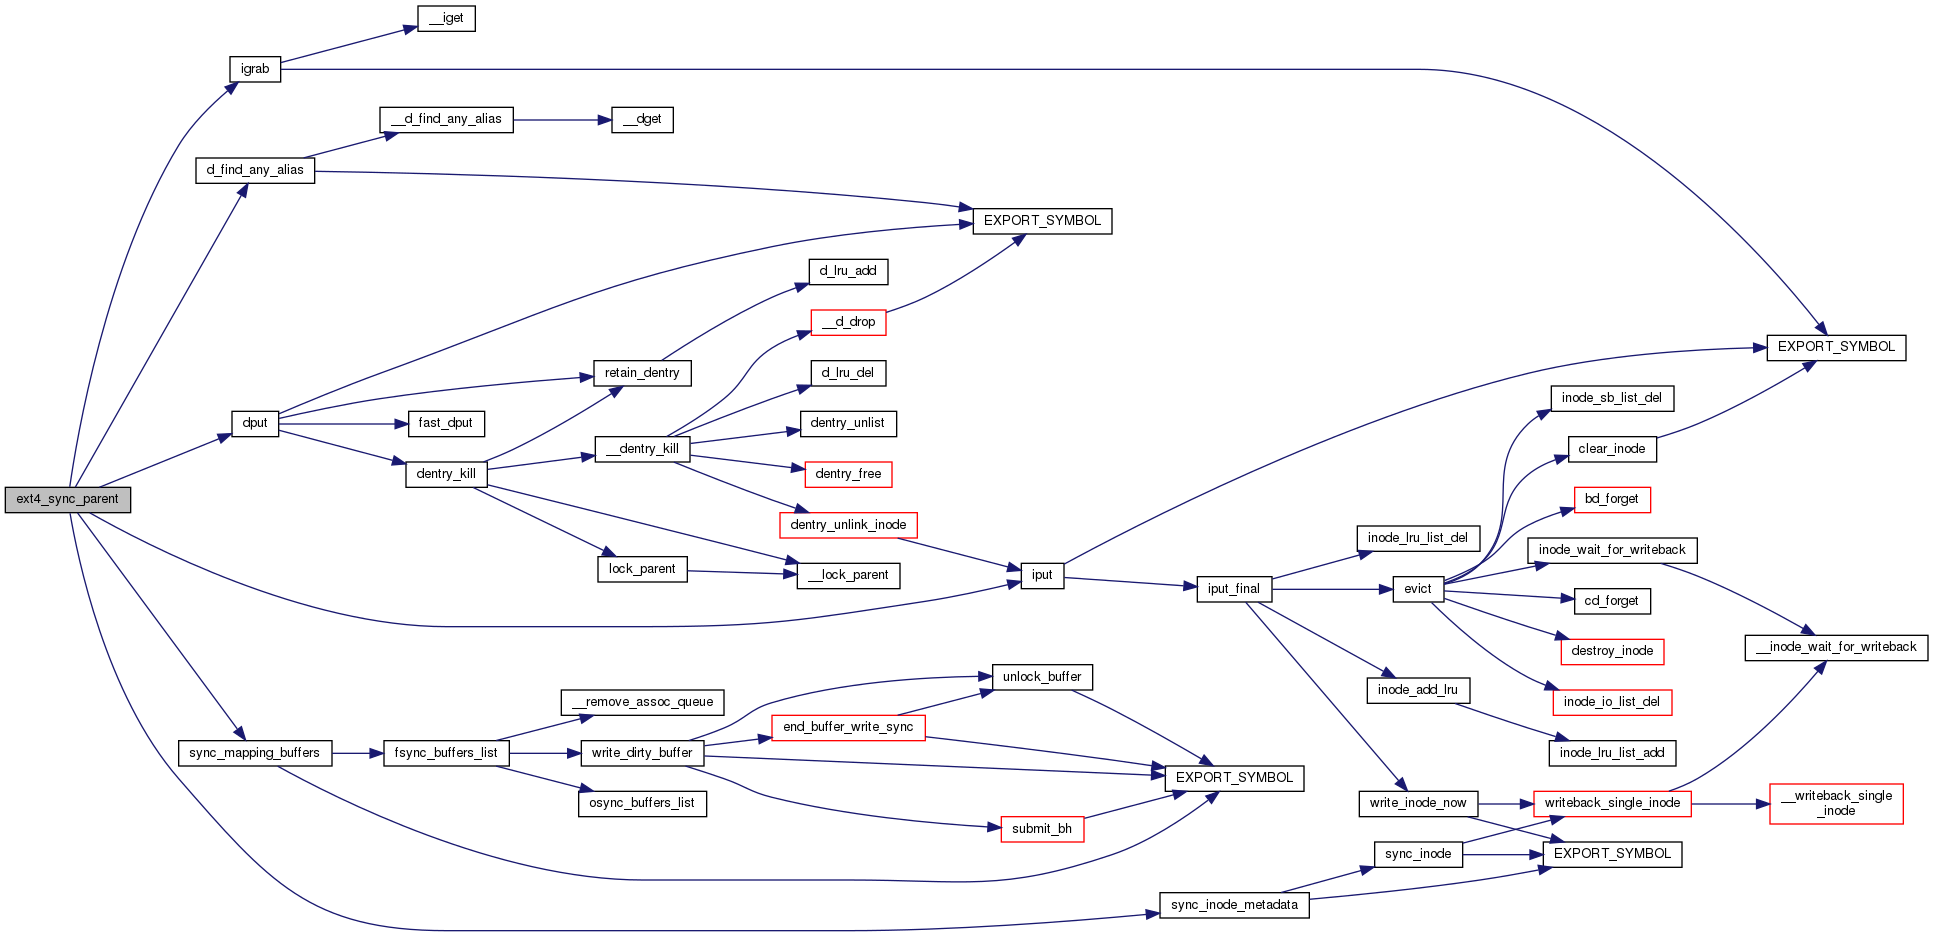 __iget
igrab
__d_find_any_alias
__dget
d_find_any_alias
EXPORT_SYMBOL
d_lru_add
__d_drop
EXPORT_SYMBOL
retain_dentry
d_lru_del
inode_sb_list_del
dput
fast_dput
dentry_unlist
__dentry_kill
clear_inode
dentry_kill
dentry_free
ext4_sync_parent
bd_forget
dentry_unlink_inode
inode_lru_list_del
inode_wait_for_writeback
lock_parent
__lock_parent
iput
iput_final
evict
cd_forget
destroy_inode
__inode_wait_for_writeback
unlock_buffer
inode_add_lru
__remove_assoc_queue
inode_io_list_del
end_buffer_write_sync
sync_mapping_buffers
fsync_buffers_list
write_dirty_buffer
inode_lru_list_add
EXPORT_SYMBOL
osync_buffers_list
write_inode_now
writeback_single_inode
__writeback_single
_inode
submit_bh
sync_inode
EXPORT_SYMBOL
sync_inode_metadata